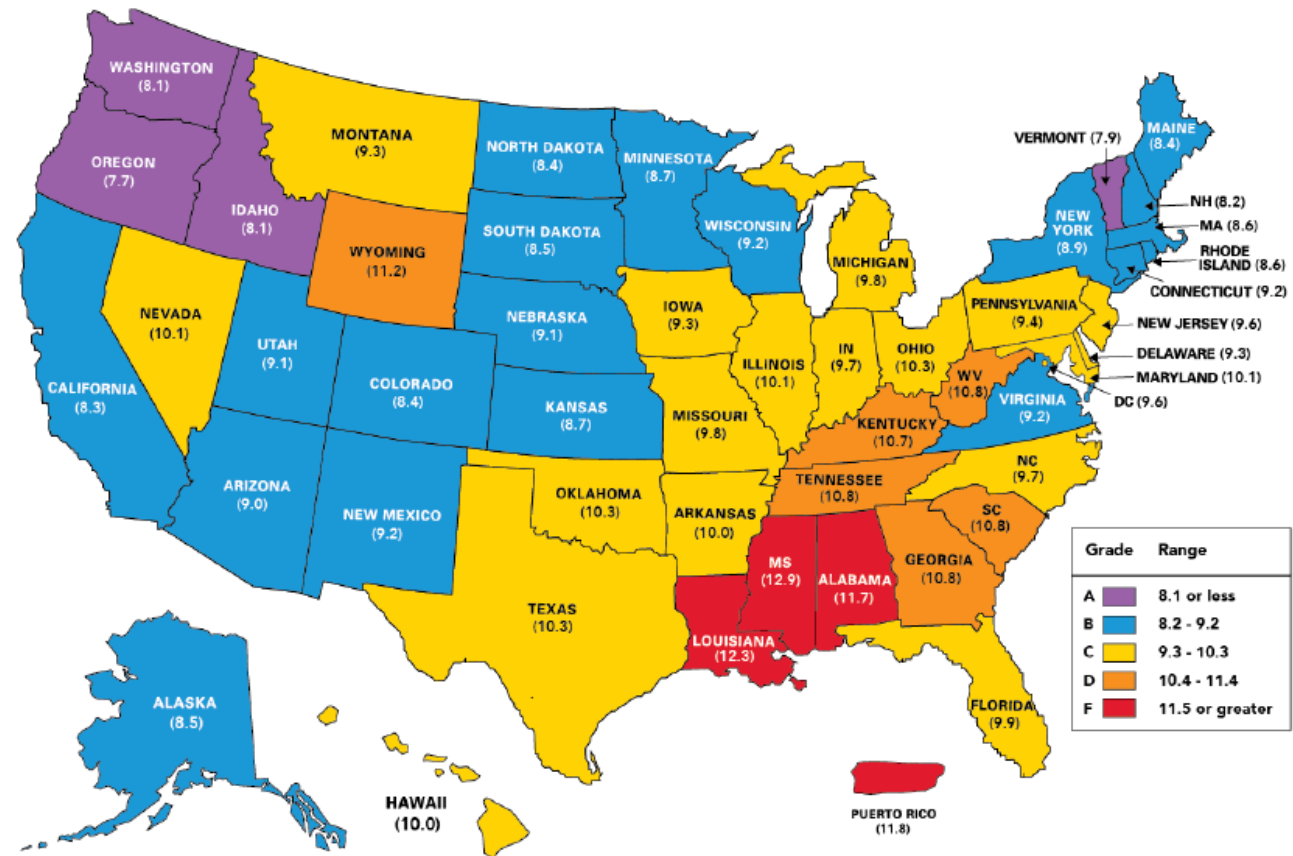 WASHINGTON
(8.1)
OREGON
(7.7)
IDAHO
(8.1)
MONTANA
(9.3)
WYOMING
(11.2)
NORTH DAKOTA
(8.4)
SOUTH DAKOTA
(8.5)
NEBRASKA
(9.1)
KANSAS
(8.7)
MINNESOTA
(8.7)
WISCONSIN
(9.2)
MICHIGAN
(9.8)
IOWA
(9.3)
ILLINOIS
(10.1)
IN
(9.7)
OHIO
(10.3)
MISSOURI
(9.8)
NEVADA
(10.1)
UTAH
(9.1)
COLORADO
(8.4)
CALIFORNIA
(8.3)
ARIZONA
(9.0)
NEW MEXICO
(9.2)
OKLAHOMA
(10.3)
ARKANSAS
(10.0)
TEXAS
(10.3)
LOUISIANA
(12.3)
MS
(12.9)
ALABAMA
(11.7)
GEORGIA
(10.8)
FLORIDA
(9.9)
SC
(10.8)
NC
(9.7)
TENNESSEE
(10.8)
KENTUCKY
(10.7)
WV
(10.8)
VIRGINIA
(9.2)
PENNSYLVANIA
(9.4)
NEW
YORK
(8.9)
VERMONT (7.9)
MAINE
(8.4)
NH (8.2)
MA (8.6)
RHODE
ISLAND (8.6)
CONNECTICUT (9.2)
NEW JERSEY (9.6)
DELAWARE (9.3)
MARYLAND (10.1)
DC (9.6)
ALASKA
(8.5)
HAWAII
(10.0)
PUERTO RICO
(11.8)
Grade Range
A 8.1 or less
B 8.2 - 9.2
C 9.3 - 10.3
D 10.4 - 11.4
F 11.5 or greater